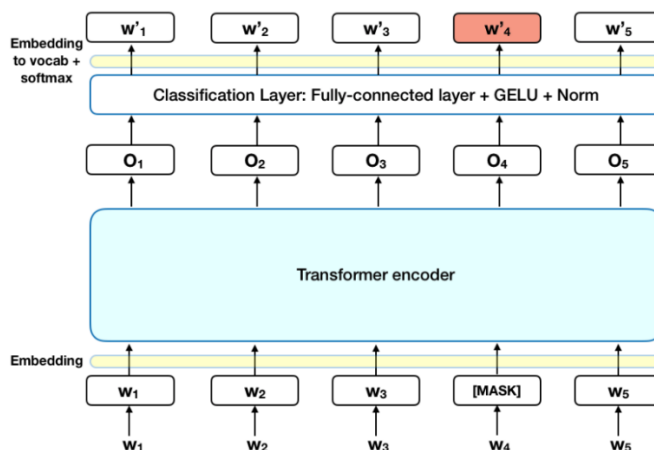 w'₁ w'₂ w'₃ w'₄ w'₅
Embedding
to vocab +
softmax
Classification Layer: Fully-connected layer + GELU + Norm
O₁ O₂ O₃ O₄ O₅
Transformer encoder
Embedding
w₁ w₂ w₃ [MASK] w₅
w₁ w₂ w₃ w₄ w₅